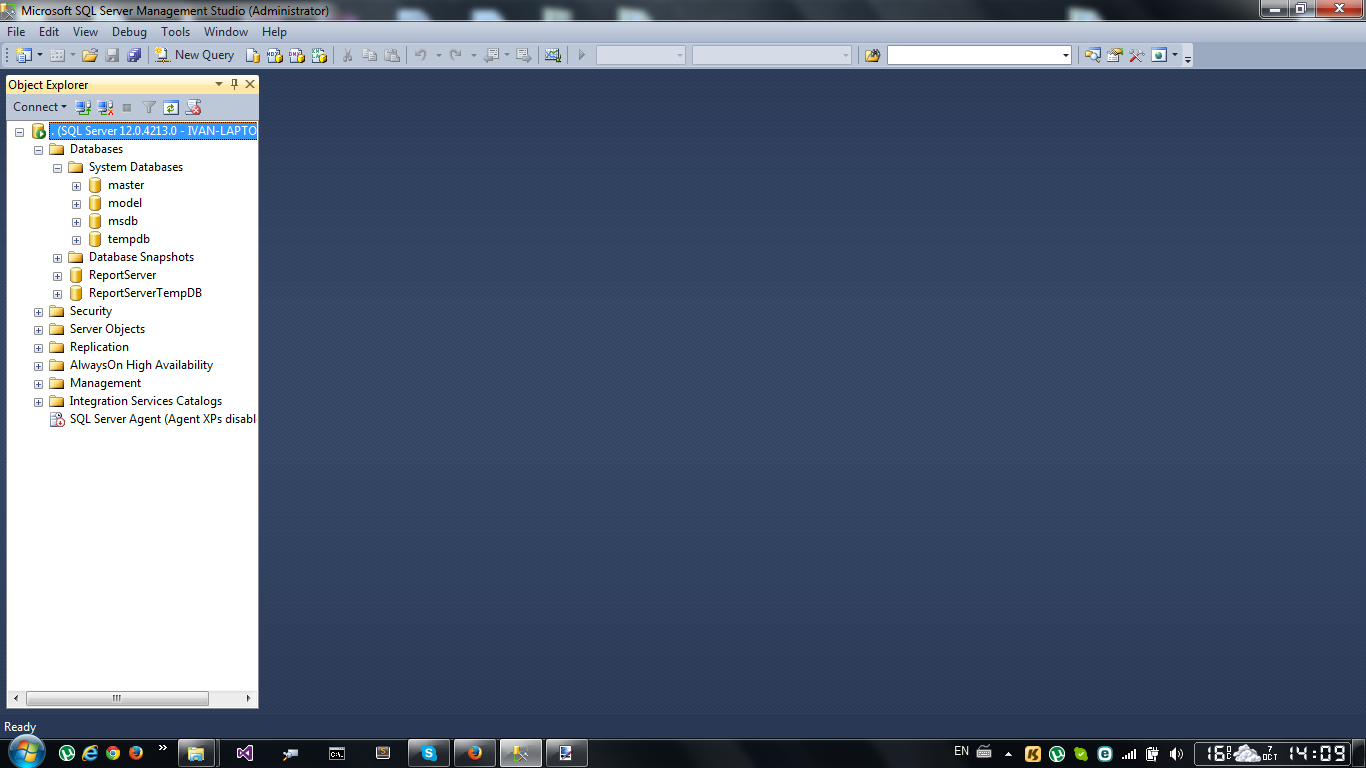 Microsoft SQL Server Management Studio (Administrator)
File Edit View Debug Tools Window Help
New Query
Object Explorer
Connect
. (SQL Server 12.0.4213.0 - IVAN-LAPTO
Databases
System Databases
master
model
msdb
tempdb
Database Snapshots
ReportServer
ReportServerTempDB
Security
Server Objects
Replication
AlwaysOn High Availability
Management
Integration Services Catalogs
SQL Server Agent (Agent XPs disabl
Ready
EN 16°C 7 OCT 14:09